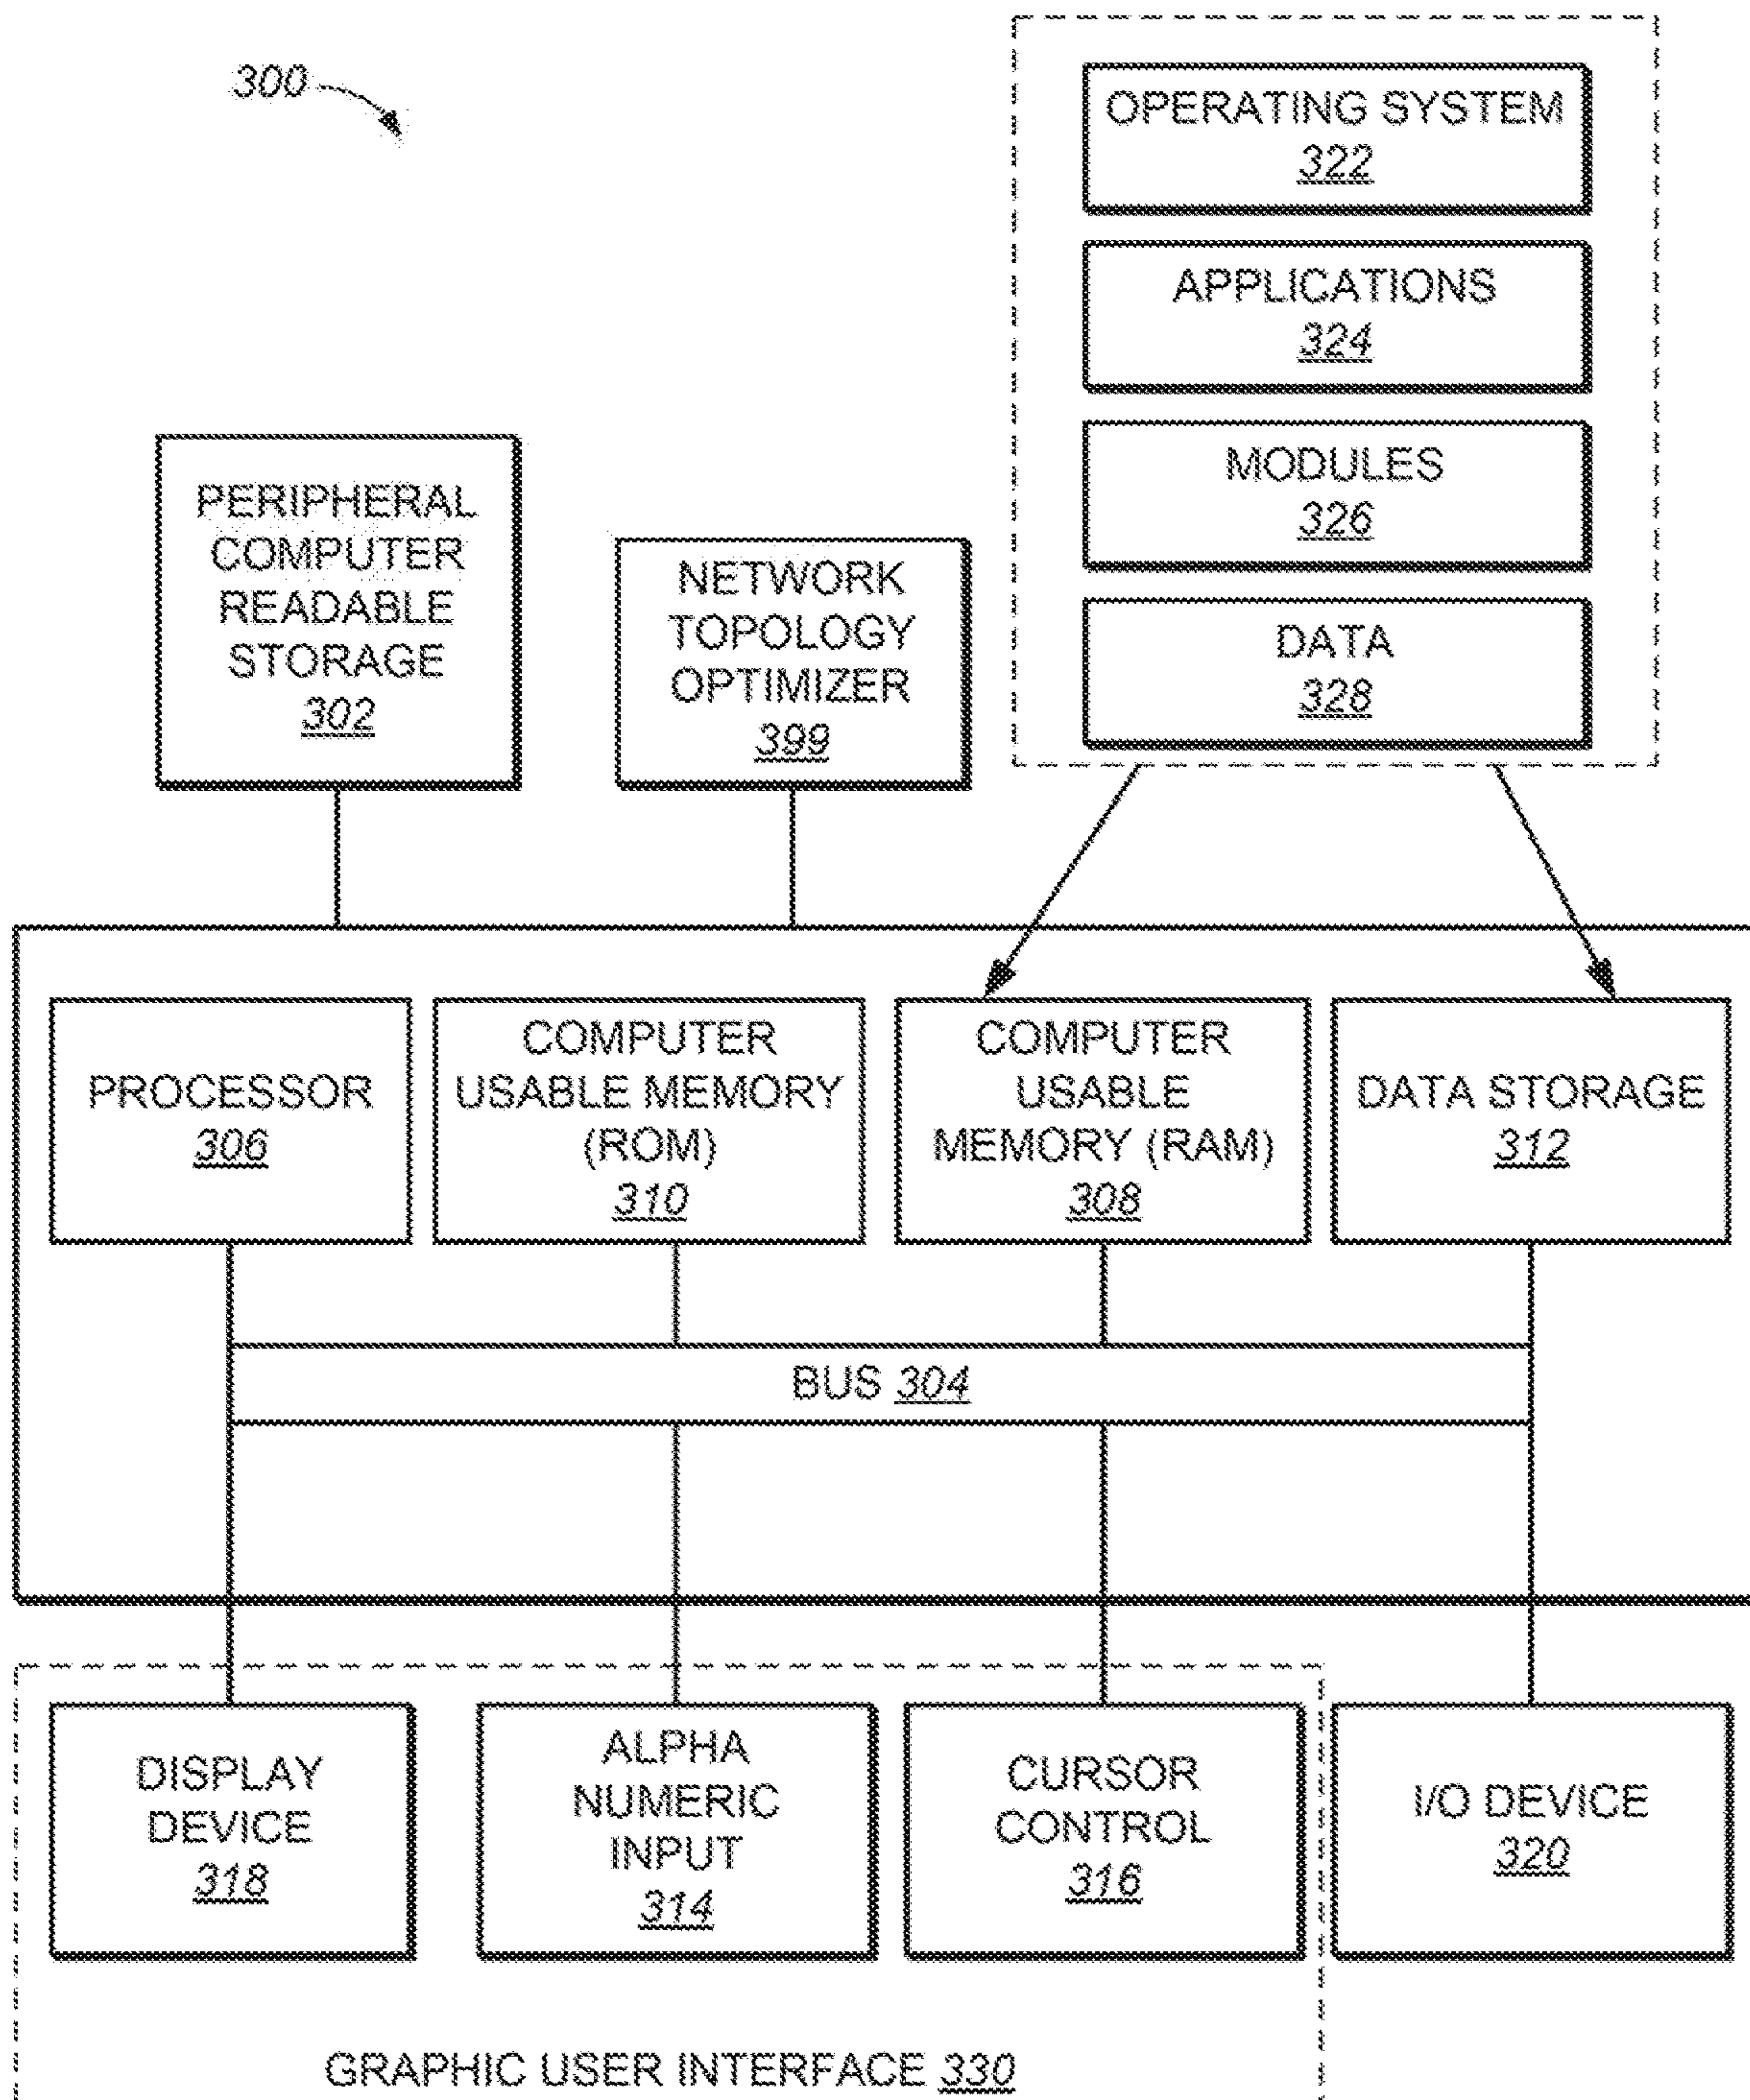 300
OPERATING SYSTEM
322
APPLICATIONS
324
MODULES
326
DATA
328
PERIPHERAL
COMPUTER
READABLE
STORAGE
302
NETWORK
TOPOLOGY
OPTIMIZER
399
PROCESSOR
306
COMPUTER
USABLE MEMORY
(ROM)
310
COMPUTER
USABLE
MEMORY (RAM)
308
DATA STORAGE
312
BUS 304
DISPLAY
DEVICE
318
ALPHA
NUMERIC
INPUT
314
CURSOR
CONTROL
316
I/O DEVICE
320
GRAPHIC USER INTERFACE 330